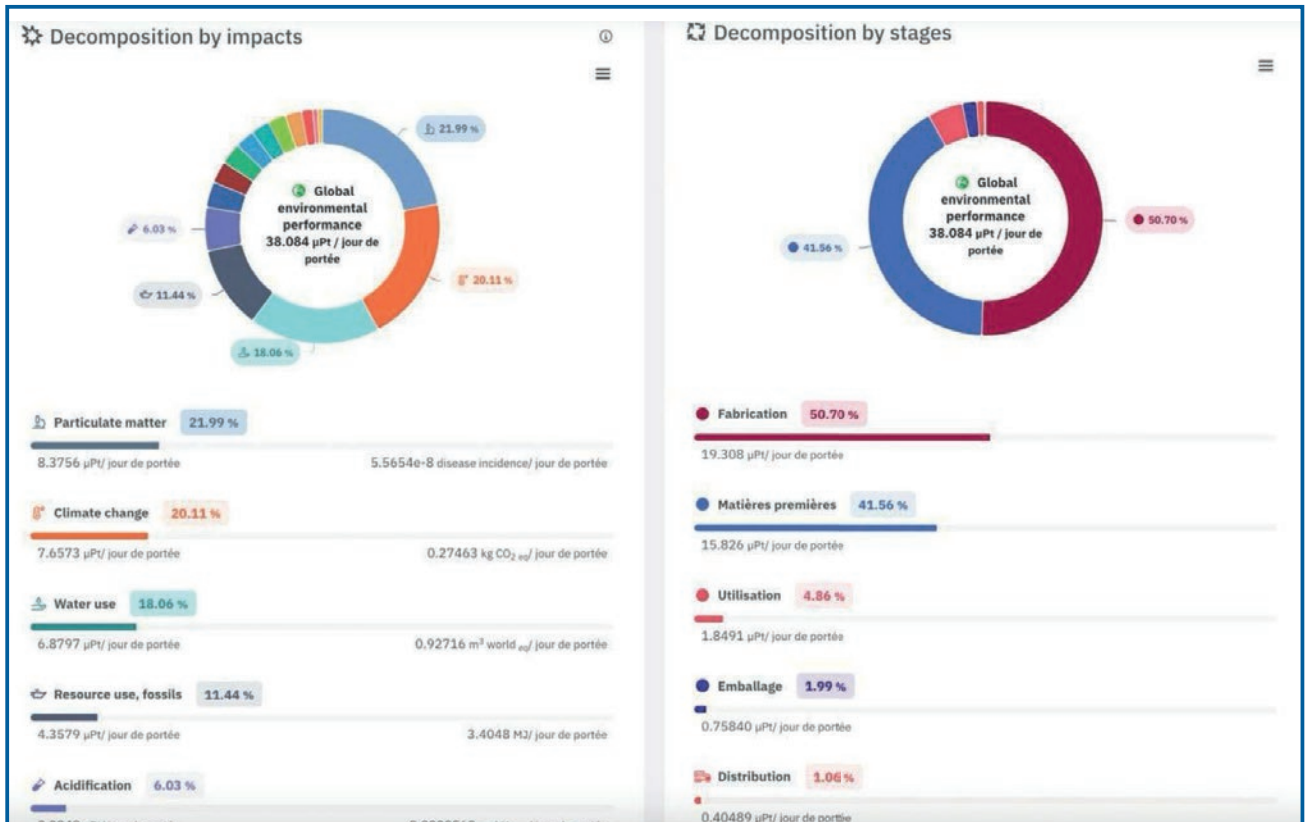 Decomposition by impacts
21.99 %
Global
environmental
performance
38.084 µPt / jour de
portée
6.03 %
20.11 %
11.44 %
18.06 %
Particulate matter 21.99 %
8.3756 µPt/ jour de portée 5.5654e-8 disease incidence/ jour de portée
Climate change 20.11 %
7.6573 µPt/ jour de portée 0.27463 kg CO2 eq/ jour de portée
Water use 18.06 %
6.8797 µPt/ jour de portée 0.92716 m³ world eq/ jour de portée
Resource use, fossils 11.44 %
4.3579 µPt/ jour de portée 3.4048 MJ/ jour de portée
Acidification 6.03 %
Decomposition by stages
Global
environmental
performance
38.084 µPt / jour de
portée
50.70 %
41.56 %
Fabrication 50.70 %
19.308 µPt/ jour de portée
Matières premières 41.56 %
15.826 µPt/ jour de portée
Utilisation 4.86 %
1.8491 µPt/ jour de portée
Emballage 1.99 %
0.75840 µPt/ jour de portée
Distribution 1.06 %
0.40489 µPt/ jour de portée